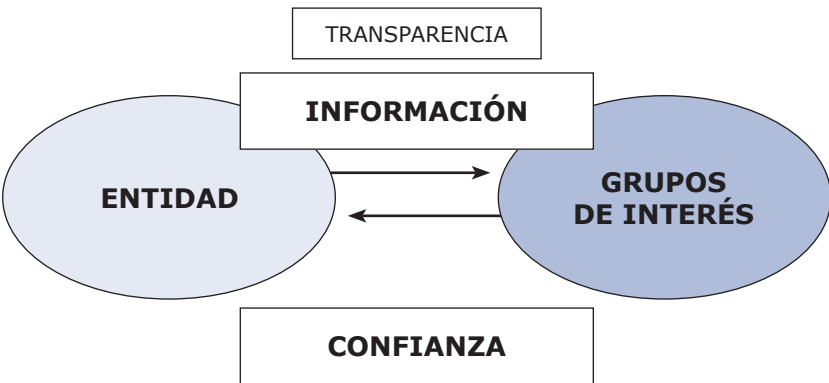 TRANSPARENCIA
INFORMACIÓN
ENTIDAD
GRUPOS
DE INTERÉS
CONFIANZA